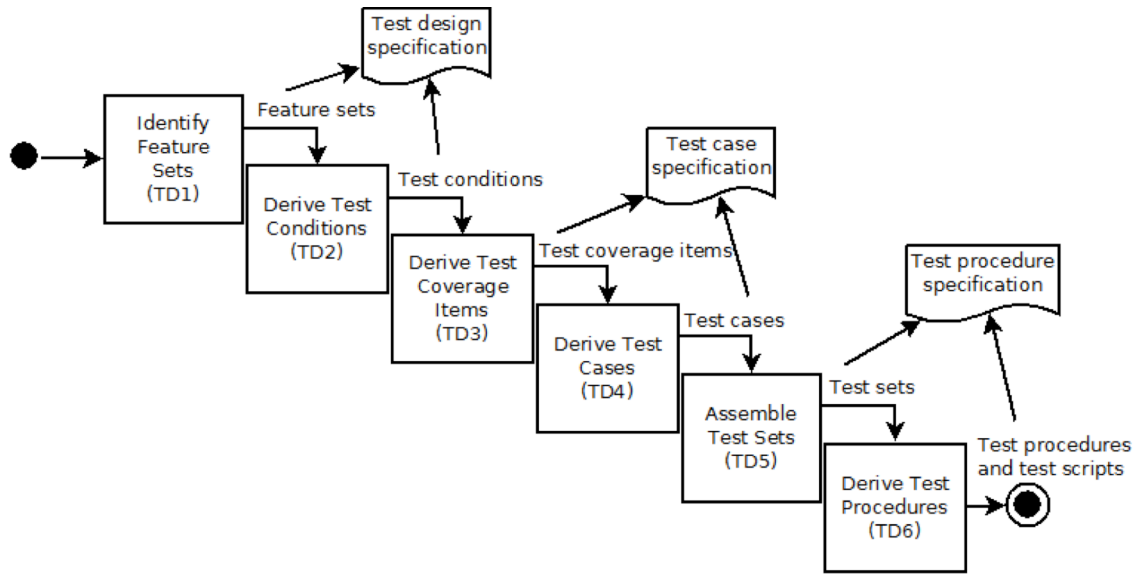 Test design
specification
Identify
Feature
Sets
(TD1)
Feature sets
Derive Test
Conditions
(TD2)
Test conditions
Test case
specification
Derive Test
Coverage
Items
(TD3)
Test coverage items
Derive Test
Cases
(TD4)
Test cases
Test procedure
specification
Assemble
Test Sets
(TD5)
Test sets
Derive Test
Procedures
(TD6)
Test procedures
and test scripts